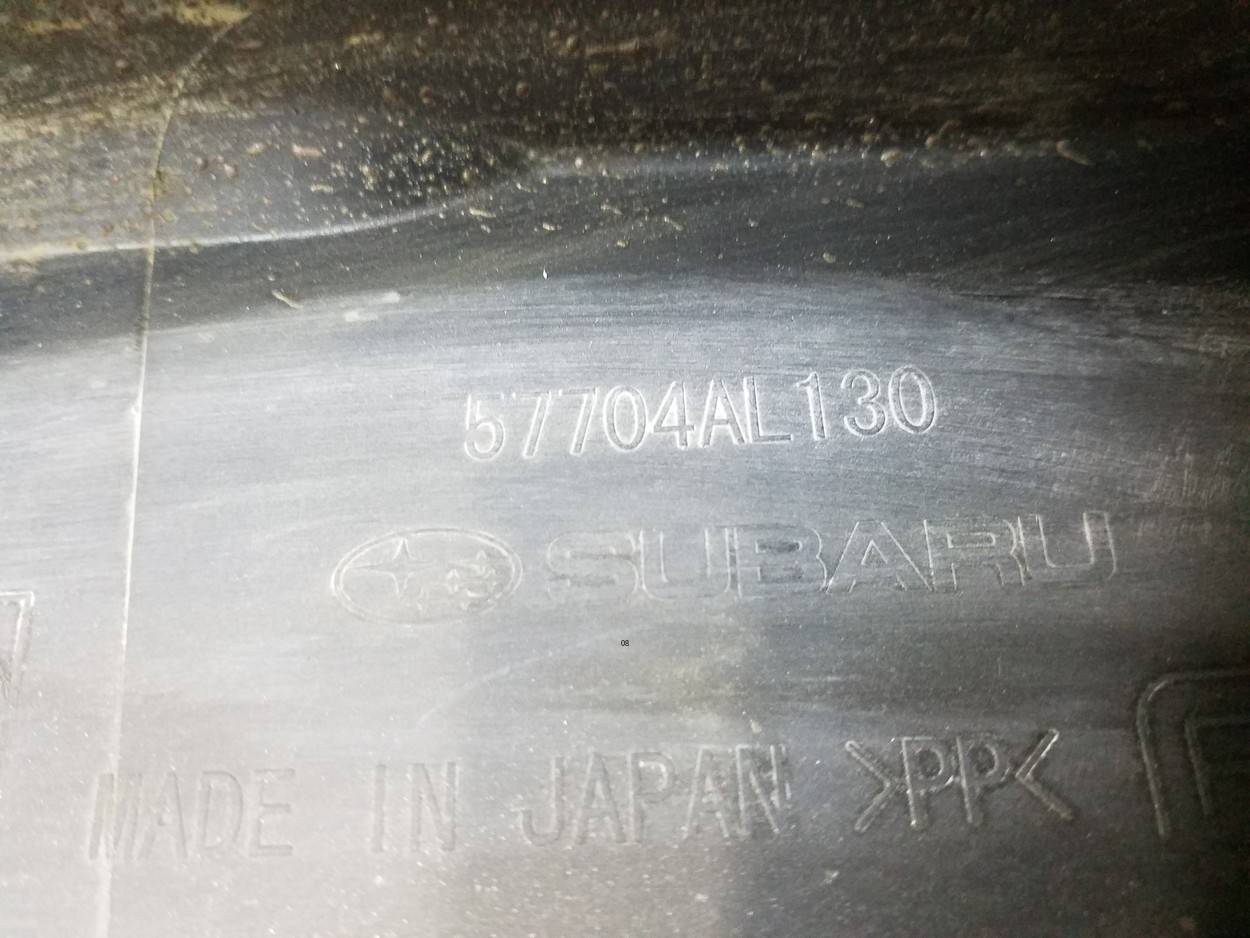 57704AL130
SUBARU
08
MADE IN JAPAN >PP<